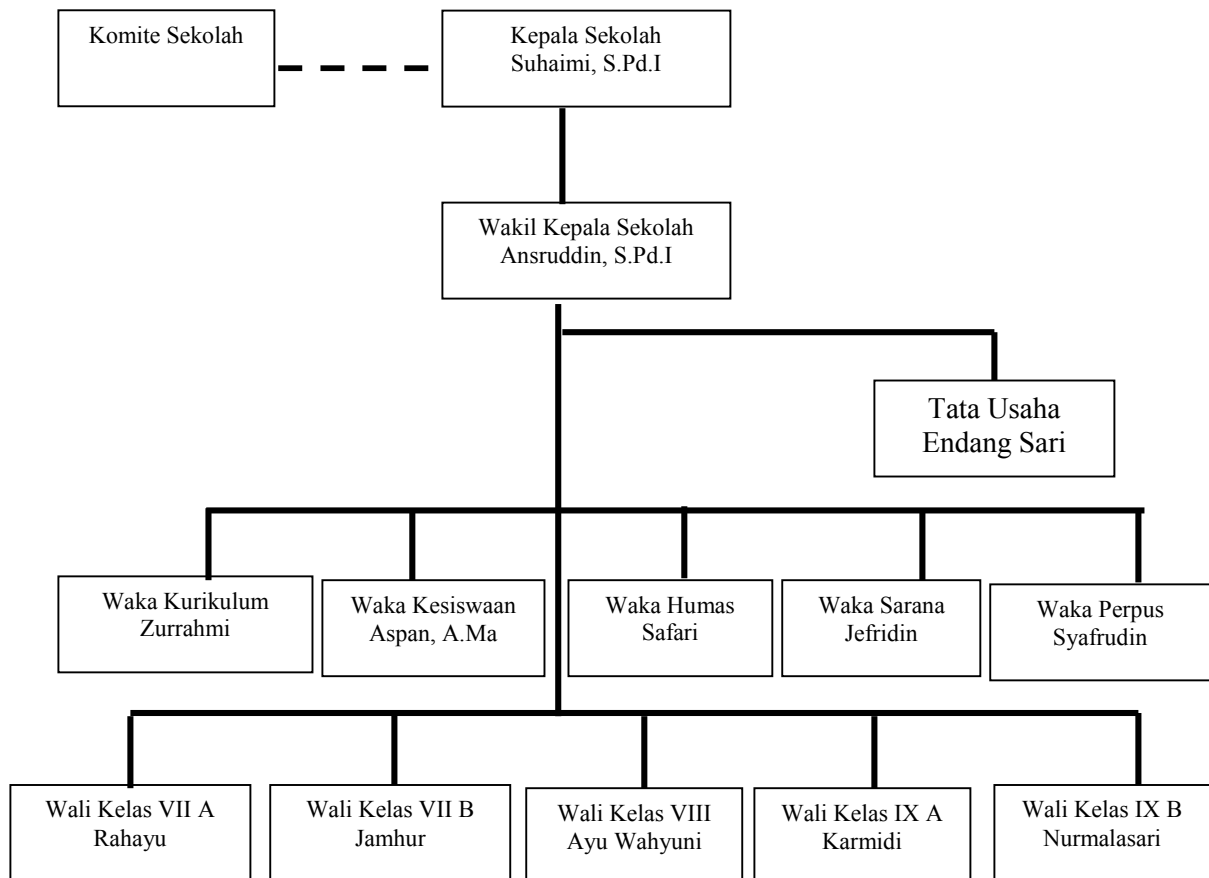 Komite Sekolah
Kepala Sekolah
Suhaimi, S.Pd.I
Wakil Kepala Sekolah
Ansruddin, S.Pd.I
Tata Usaha
Endang Sari
Waka Kurikulum
Zurrahmi
Waka Kesiswaan
Aspan, A.Ma
Waka Humas
Safari
Waka Sarana
Jefridin
Waka Perpus
Syafrudin
Wali Kelas VII A
Rahayu
Wali Kelas VII B
Jamhur
Wali Kelas VIII
Ayu Wahyuni
Wali Kelas IX A
Karmidi
Wali Kelas IX B
Nurmalasari